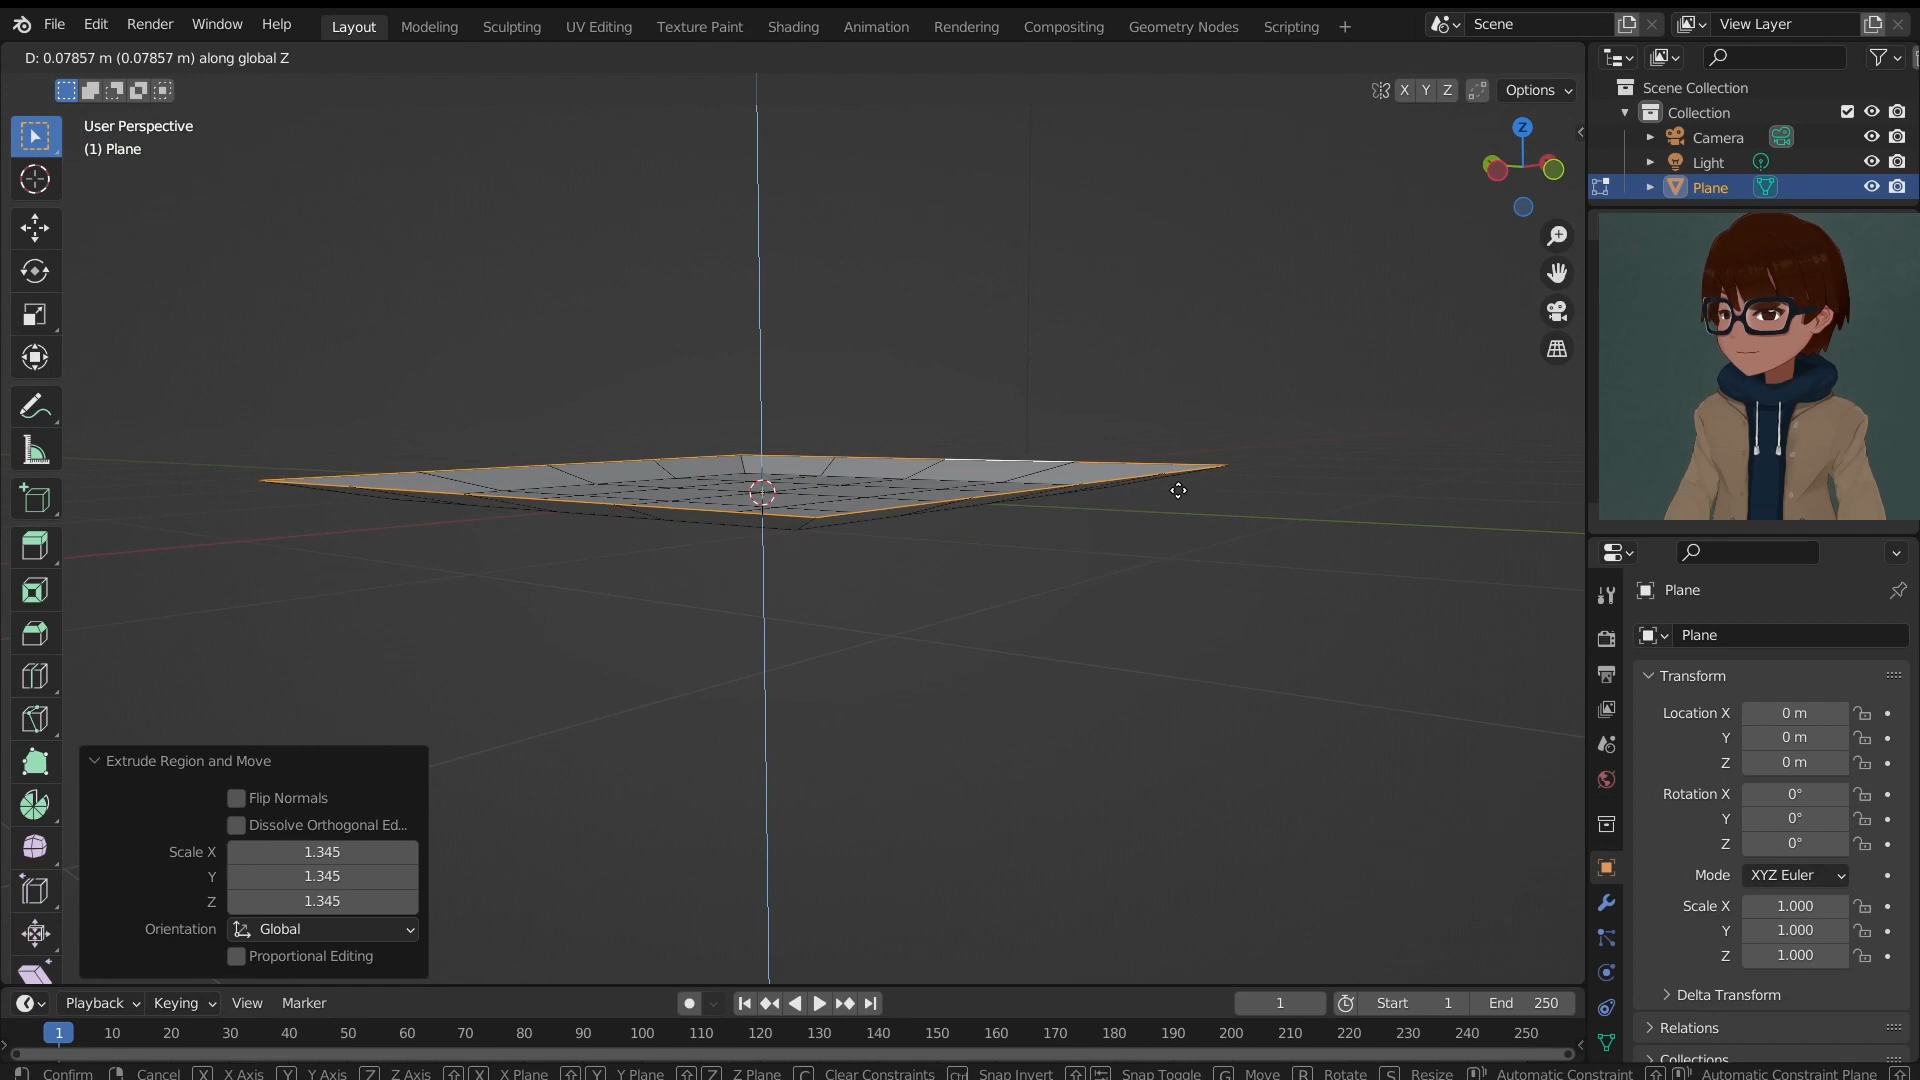 File Edit Render Window Help Layout Modeling Sculpting UV Editing Texture Paint Shading Animation Rendering Compositing Geometry Nodes Scripting + Scene View Layer
D: 0.07857 m (0.07857 m) along global Z
X Y Z Options
User Perspective
(1) Plane
Z
Scene Collection
Collection
Camera
Light
Plane
Plane
Plane
Transform
Location X 0 m
Y 0 m
Z 0 m
Rotation X 0°
Y 0°
Z 0°
Mode XYZ Euler
Scale X 1.000
Y 1.000
Z 1.000
Delta Transform
Relations
Collections
Extrude Region and Move
Flip Normals
Dissolve Orthogonal Ed...
Scale X 1.345
Y 1.345
Z 1.345
Orientation Global
Proportional Editing
Playback Keying View Marker 1 Start 1 End 250
1 10 20 30 40 50 60 70 80 90 100 110 120 130 140 150 160 170 180 190 200 210 220 230 240 250
Confirm Cancel X X Axis Y Y Axis Z Z Axis X X Plane Y Y Plane Z Z Plane C Clear Constraints Ctrl Snap Invert Snap Toggle G Move R Rotate S Resize Automatic Constraint Automatic Constraint Plane